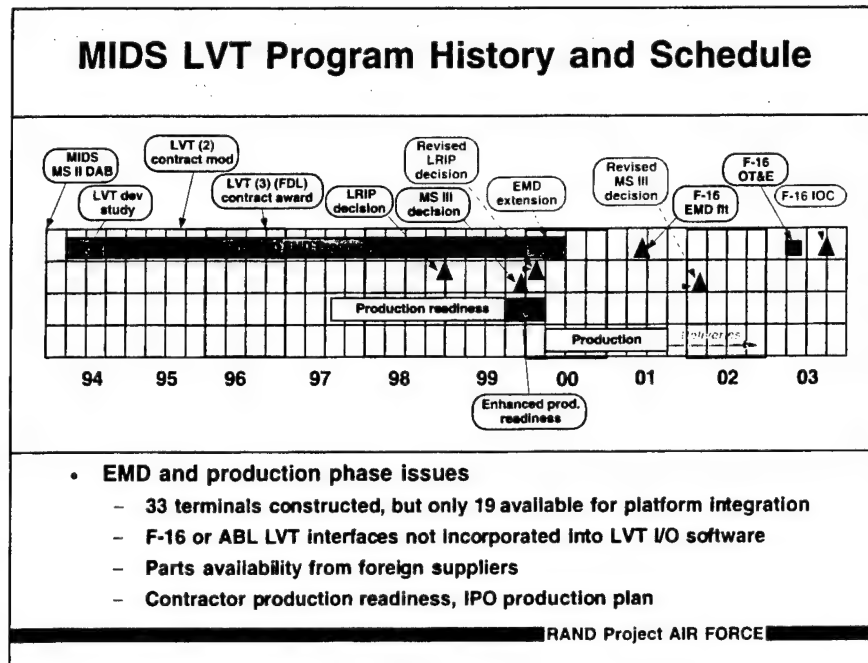 MIDS LVT Program History and Schedule
MIDS
MS II DAB
LVT dev
study
LVT (2)
contract mod
LVT (3) (FDL)
contract award
LRIP
decision
Revised
LRIP
decision
MS III
decision
EMD
extension
Revised
MS III
decision
F-16
EMD flt
F-16
OT&E
F-16 IOC
Production readiness
Production
Deliveries
94 95 96 97 98 99 00 01 02 03
Enhanced prod.
readiness
• EMD and production phase issues
– 33 terminals constructed, but only 19 available for platform integration
– F-16 or ABL LVT interfaces not incorporated into LVT I/O software
– Parts availability from foreign suppliers
– Contractor production readiness, IPO production plan
RAND Project AIR FORCE